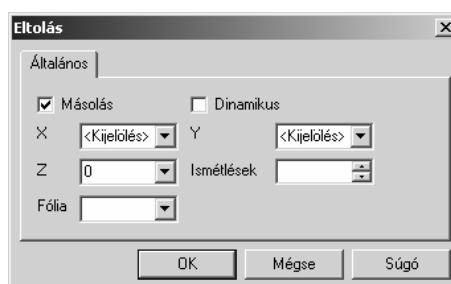 Eltolás
Általános
Másolás Dinamikus
X <Kijelölés> Y <Kijelölés>
Z 0 Ismétlések
Fólia
OK Mégse Súgó